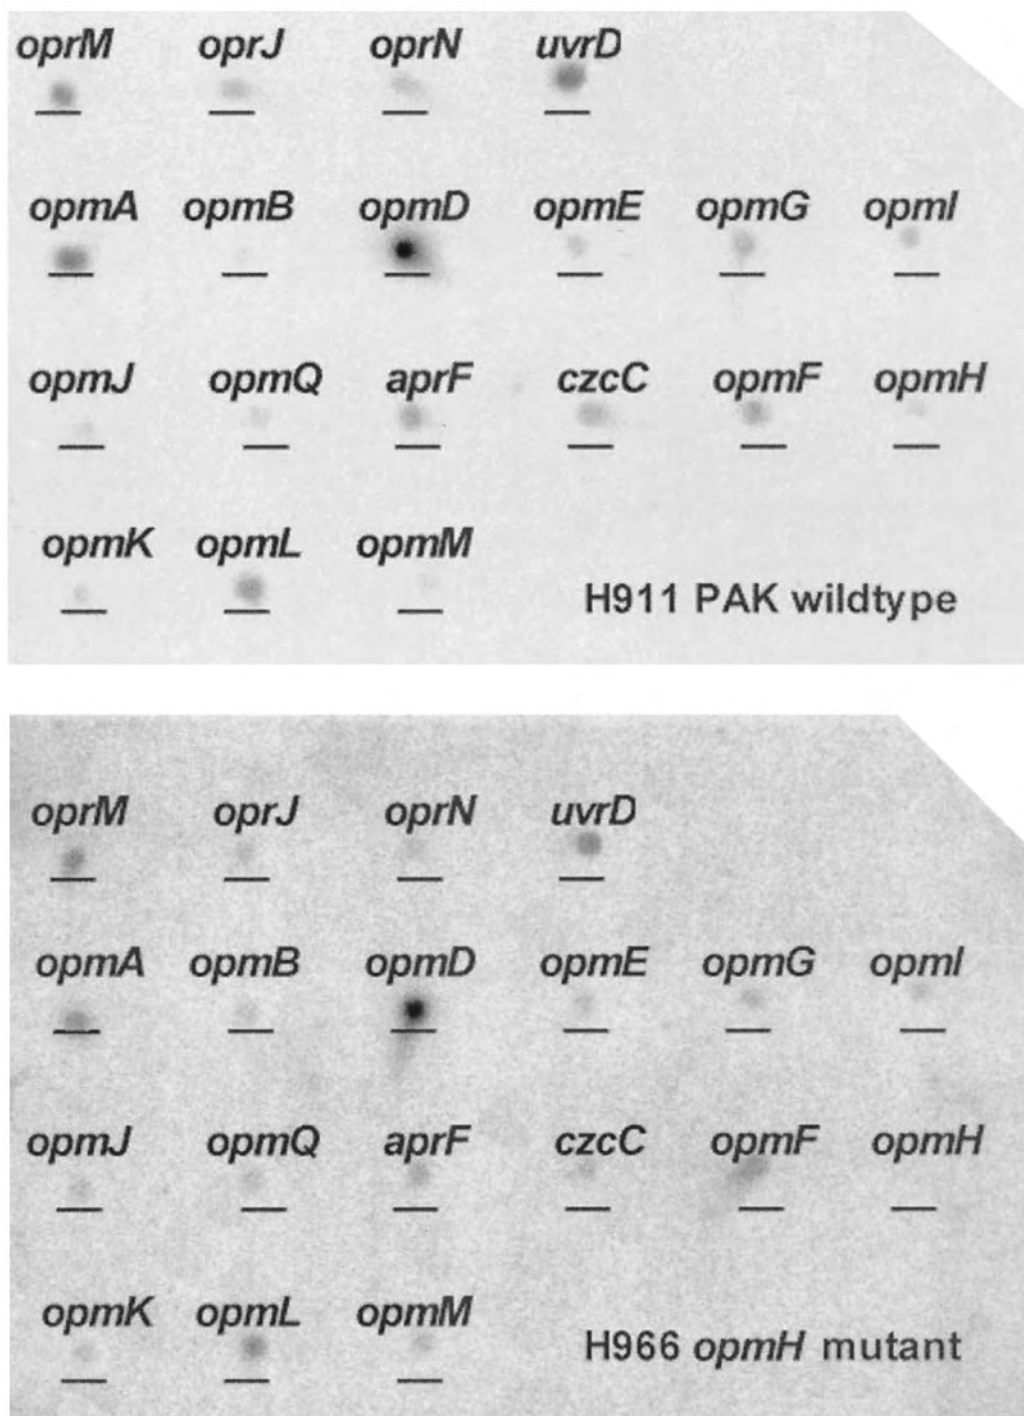 oprM oprJ oprN uvrD
opmA opmB opmD opmE opmG opmI
opmJ opmQ aprF czcC opmF opmH
opmK opmL opmM
H911 PAK wildtype
oprM oprJ oprN uvrD
opmA opmB opmD opmE opmG opmI
opmJ opmQ aprF czcC opmF opmH
opmK opmL opmM
H966 opmH mutant